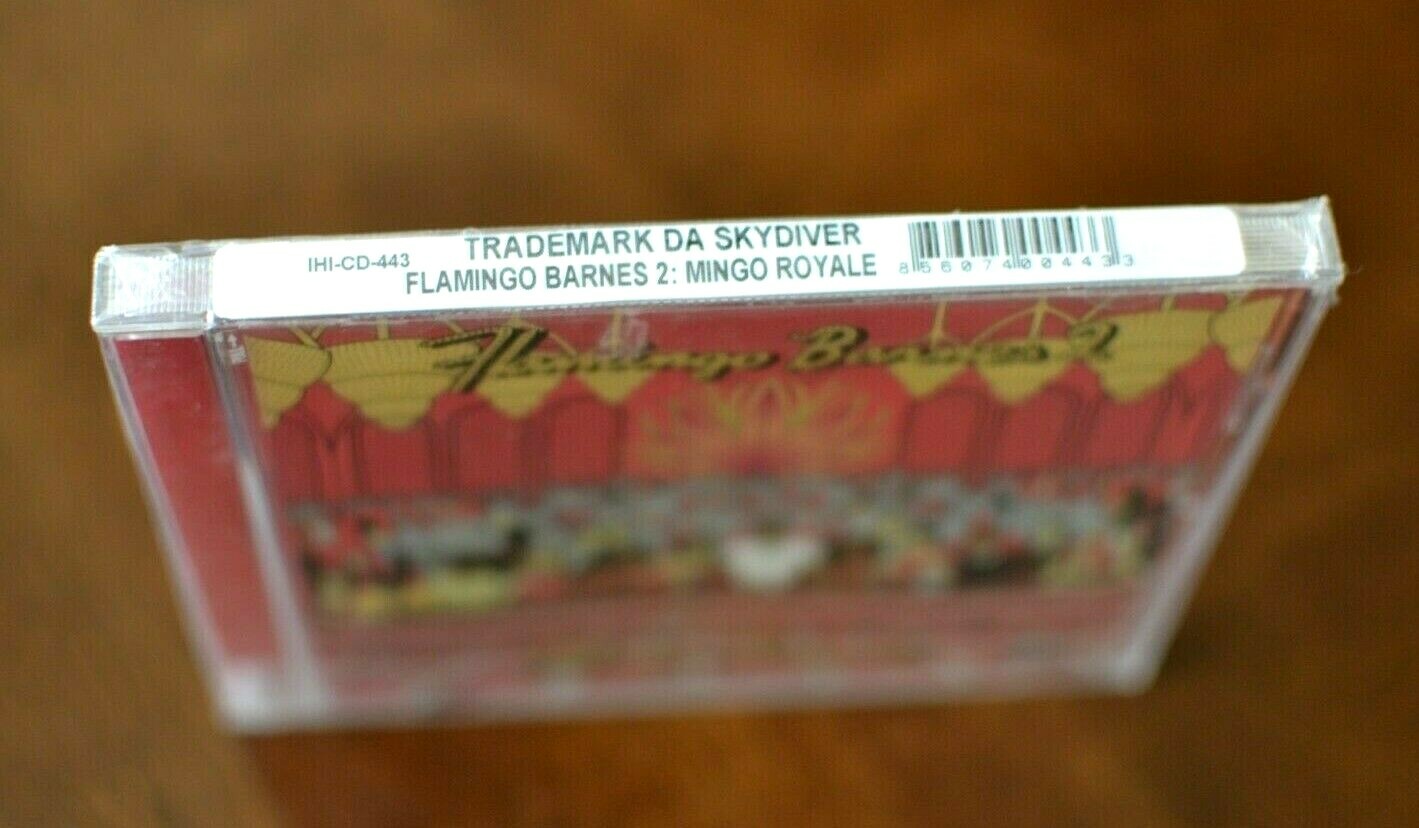 IHI-CD-443
TRADEMARK DA SKYDIVER
FLAMINGO BARNES 2: MINGO ROYALE
856074004433
Flamingo Barnes 2